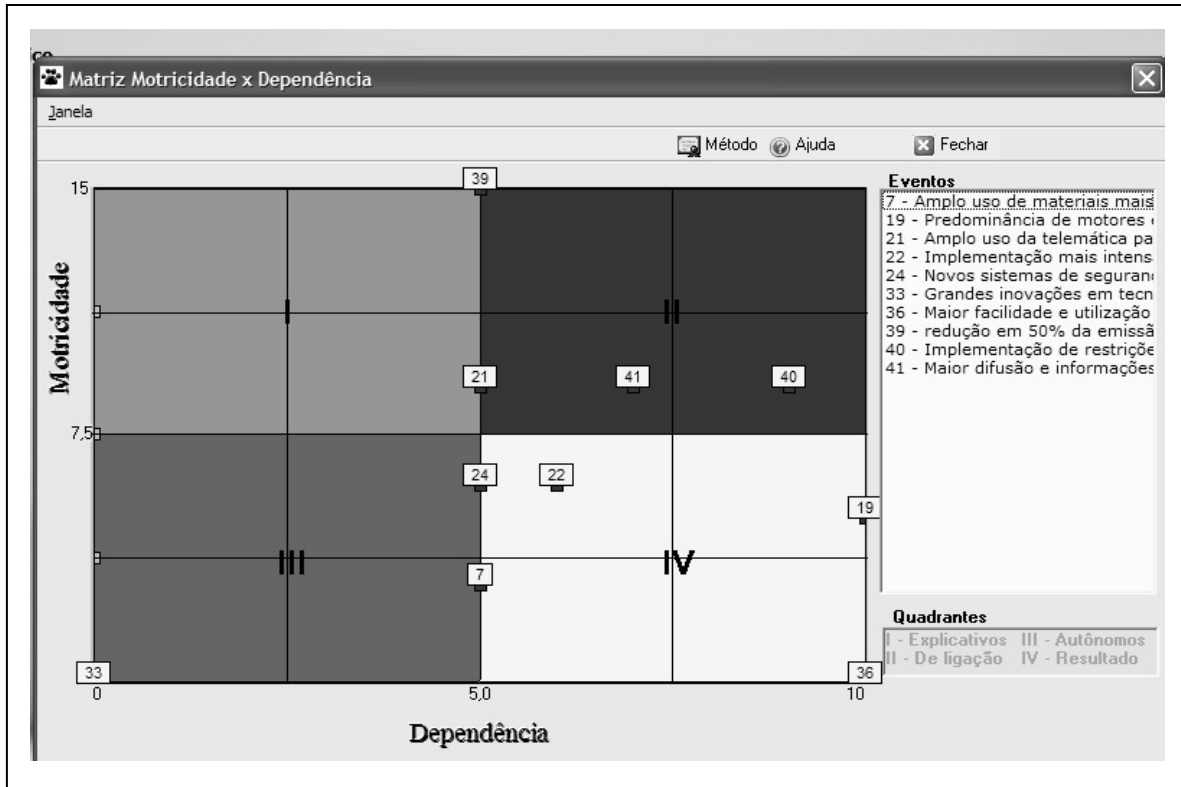 Matriz Motricidade x Dependência
Janela
Método Ajuda Fechar
Eventos
7 - Amplo uso de materiais mais
19 - Predominância de motores
21 - Amplo uso da telemática pa
22 - Implementação mais intens
24 - Novos sistemas de seguran
33 - Grandes inovações em tecn
36 - Maior facilidade e utilização
39 - redução em 50% da emissã
40 - Implementação de restriçõe
41 - Maior difusão e informações
Motricidade
15
39
I II
21 41 40
7,5
24 22
19
III IV
7
33 36
0 5,0 10
Dependência
Quadrantes
I - Explicativos III - Autônomos
II - De ligação IV - Resultado